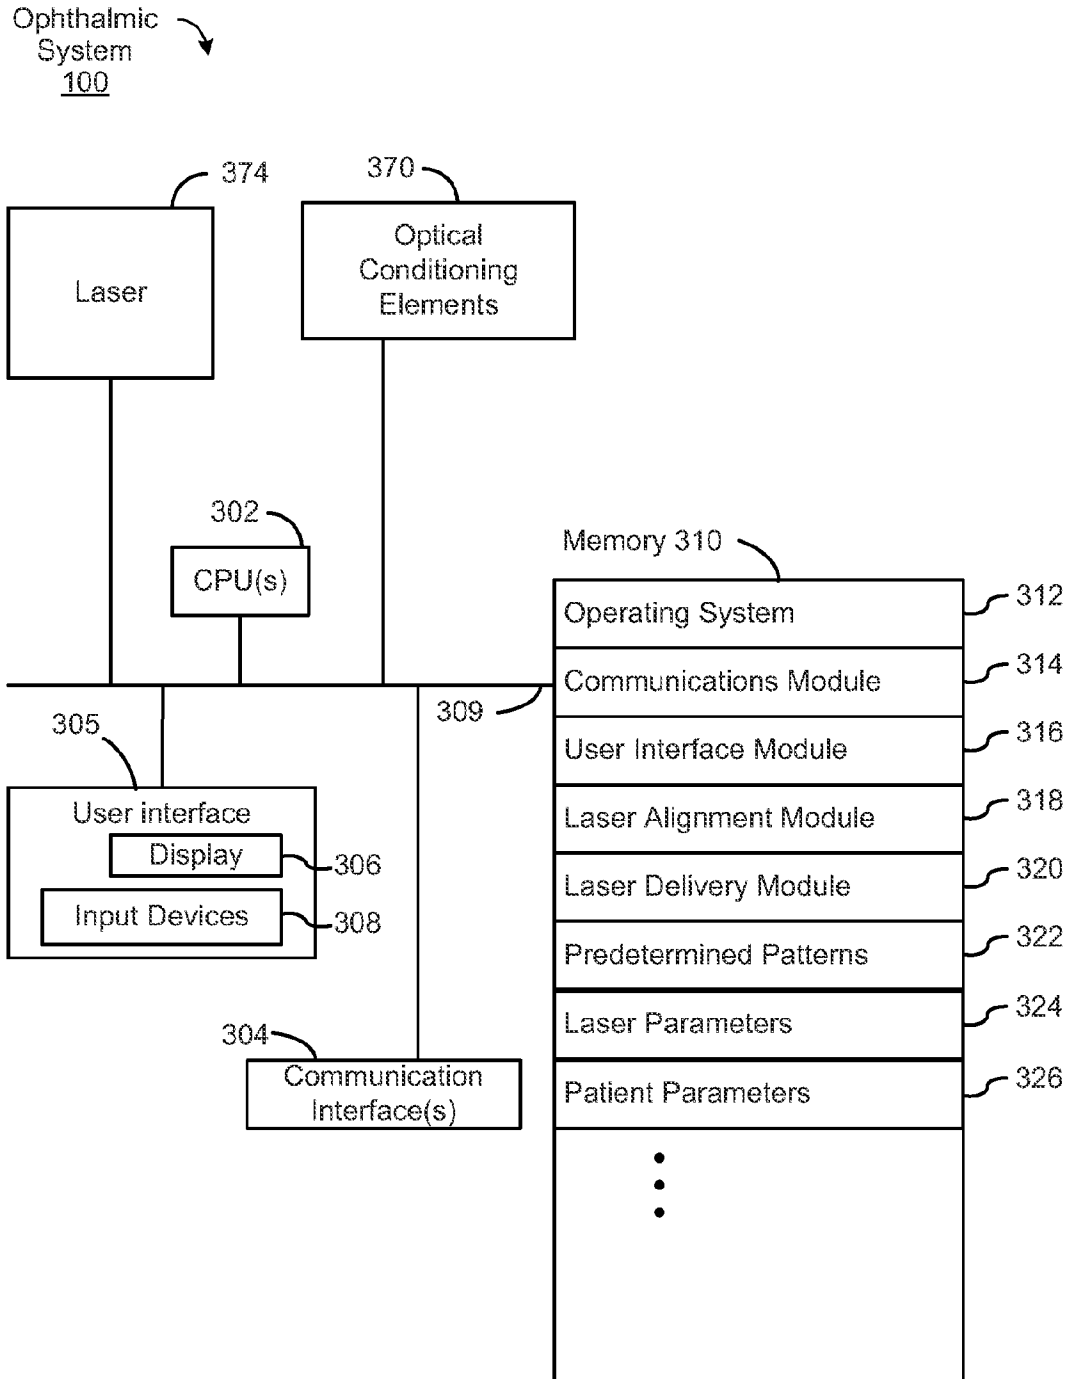 Ophthalmic
System
100
374
370
Laser
Optical
Conditioning
Elements
302
CPU(s)
Memory 310
Operating System
312
Communications Module
314
309
User Interface Module
316
305
User interface
Display
306
Input Devices
308
Laser Alignment Module
318
Laser Delivery Module
320
Predetermined Patterns
322
Laser Parameters
324
Patient Parameters
326
304
Communication
Interface(s)